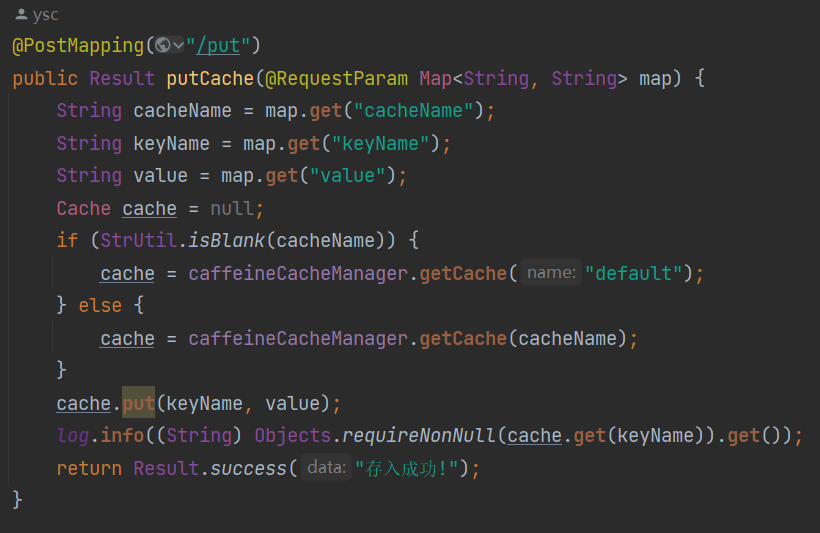 ysc
@PostMapping("/put")
public Result putCache(@RequestParam Map<String, String> map) {
    String cacheName = map.get("cacheName");
    String keyName = map.get("keyName");
    String value = map.get("value");
    Cache cache = null;
    if (StrUtil.isBlank(cacheName)) {
        cache = caffeineCacheManager.getCache( name: "default");
    } else {
        cache = caffeineCacheManager.getCache(cacheName);
    }
    cache.put(keyName, value);
    log.info((String) Objects.requireNonNull(cache.get(keyName)).get());
    return Result.success( data: "存入成功!");
}